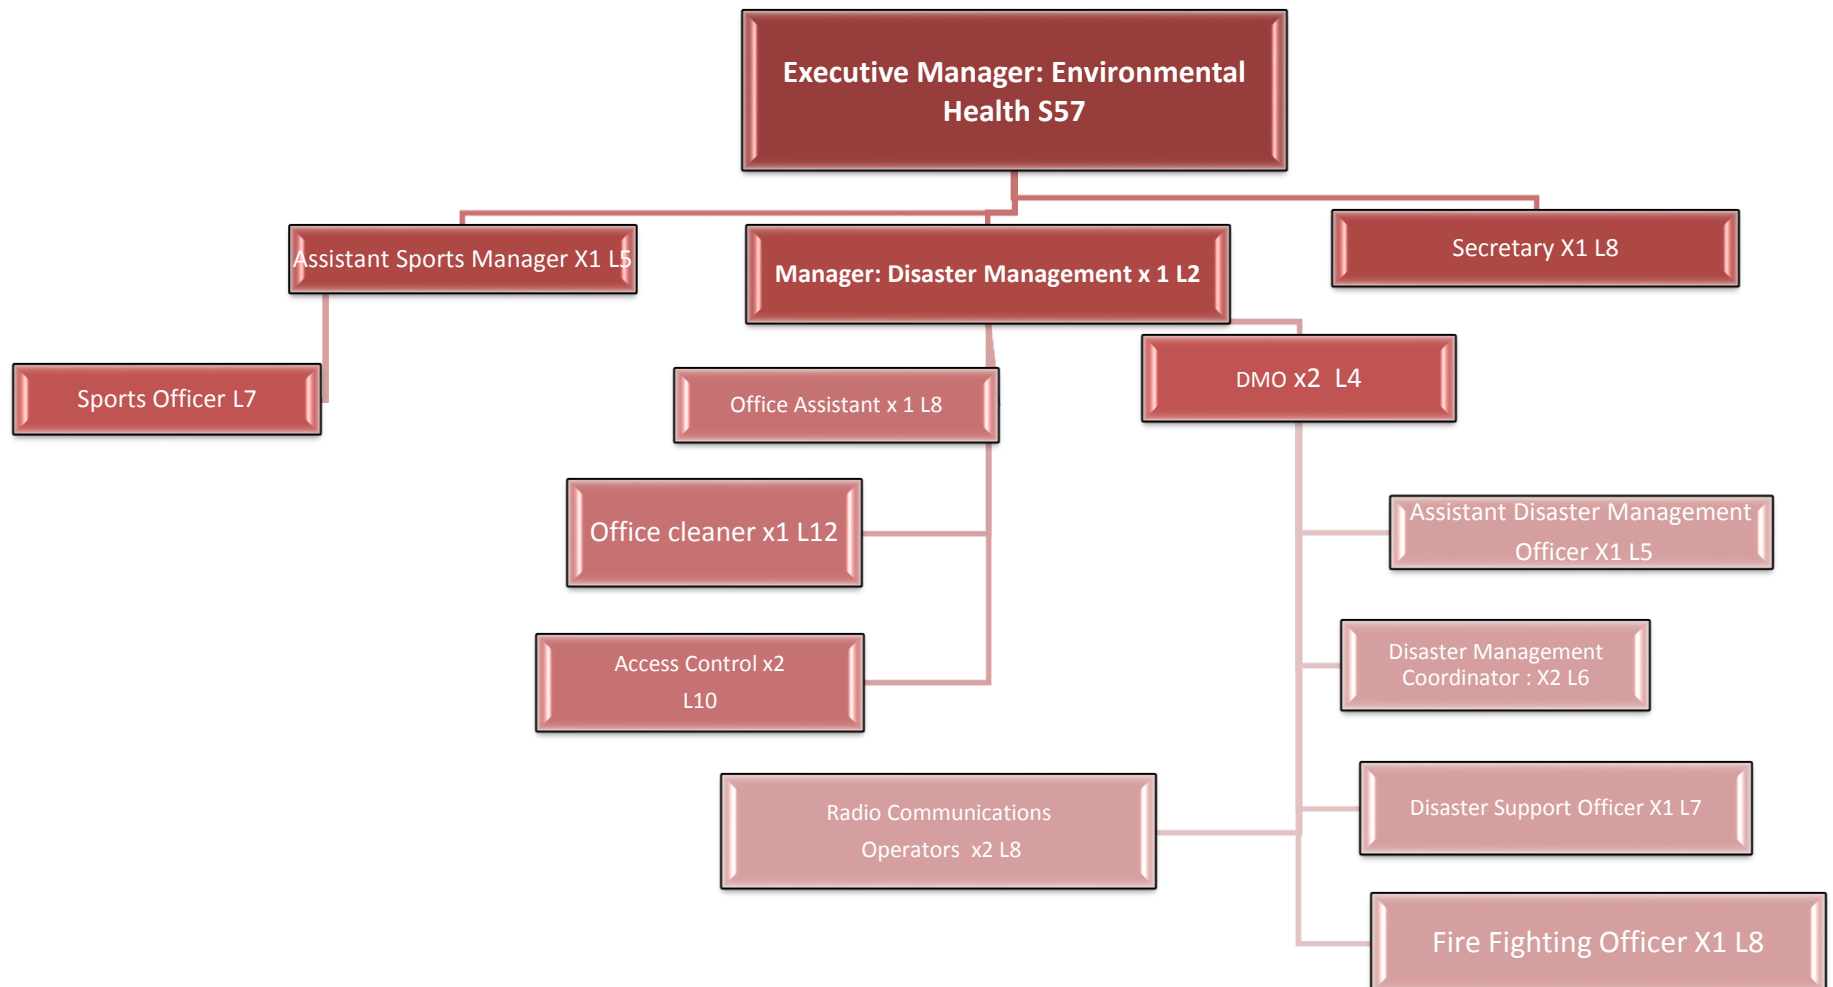 Executive Manager: Environmental
Health S57
Assistant Sports Manager X1 L5
Manager: Disaster Management x 1 L2
Secretary X1 L8
Sports Officer L7
Office Assistant x 1 L8
DMO x2 L4
Office cleaner x1 L12
Assistant Disaster Management
Officer X1 L5
Access Control x2
L10
Disaster Management
Coordinator : X2 L6
Radio Communications
Operators x2 L8
Disaster Support Officer X1 L7
Fire Fighting Officer X1 L8